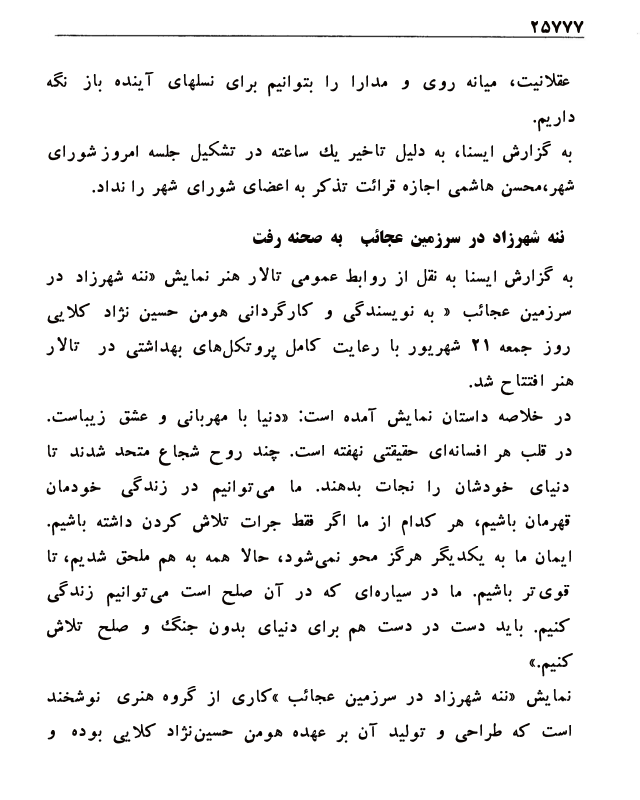 ۲۵۷۷۷
عقلانیت، میانه روی و مدارا را بتوانیم برای نسلهای آینده باز نگه
داریم.
به گزارش ایسنا، به دلیل تاخیر یك ساعته در تشکیل جلسه امروز شورای
شهر،محسن هاشمی اجازه قرائت تذکر به اعضای شورای شهر را نداد.
ننه شهرزاد در سرزمین عجائب به صحنه رفت
به گزارش ایسنا به نقل از روابط عمومی تالار هنر نمایش «ننه شهرزاد در
سرزمین عجائب « به نویسندگی و کارگردانی هومن حسین نژاد کلایی
روز جمعه ۲۱ شهریور با رعایت کامل پروتکل‌های بهداشتی در تالار
هنر افتتاح شد.
در خلاصه داستان نمایش آمده است: «دنیا با مهربانی و عشق زیباست.
در قلب هر افسانه‌ای حقیقتی نهفته است. چند روح شجاع متحد شدند تا
دنیای خودشان را نجات بدهند. ما می‌توانیم در زندگی خودمان
قهرمان باشیم، هر کدام از ما اگر فقط جرات تلاش کردن داشته باشیم.
ایمان ما به یکدیگر هرگز محو نمی‌شود، حالا همه به هم ملحق شدیم، تا
قوی‌تر باشیم. ما در سیاره‌ای که در آن صلح است می‌توانیم زندگی
کنیم. باید دست در دست هم برای دنیای بدون جنگ و صلح تلاش
کنیم.»
نمایش «ننه شهرزاد در سرزمین عجائب »کاری از گروه هنری نوشخند
است که طراحی و تولید آن بر عهده هومن حسین‌نژاد کلایی بوده و